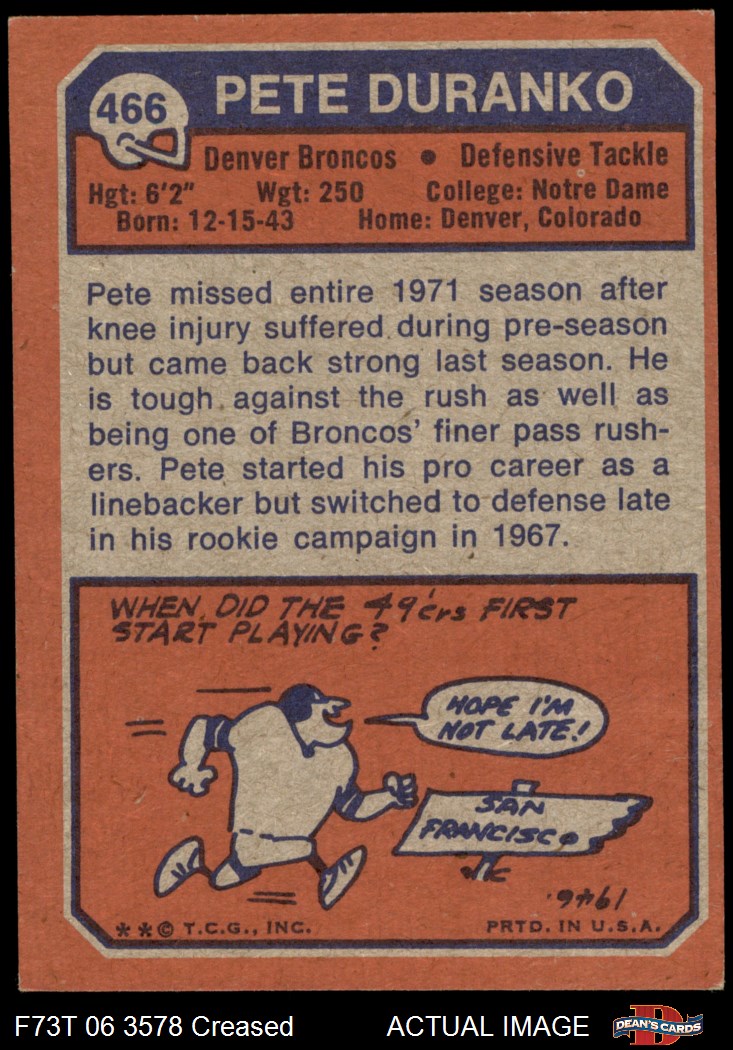 466
PETE DURANKO
Denver Broncos • Defensive Tackle
Hgt: 6'2" Wgt: 250 College: Notre Dame
Born: 12-15-43 Home: Denver, Colorado
Pete missed entire 1971 season after
knee injury suffered during pre-season
but came back strong last season. He
is tough against the rush as well as
being one of Broncos' finer pass rush-
ers. Pete started his pro career as a
linebacker but switched to defense late
in his rookie campaign in 1967.
WHEN DID THE 49'ers FIRST
START PLAYING?
HOPE I'M
NOT LATE!
SAN
FRANCISCO
1946.
**© T.C.G., INC. PRTD. IN U.S.A.
F73T 06 3578 Creased ACTUAL IMAGE
D
DEAN'S CARDS